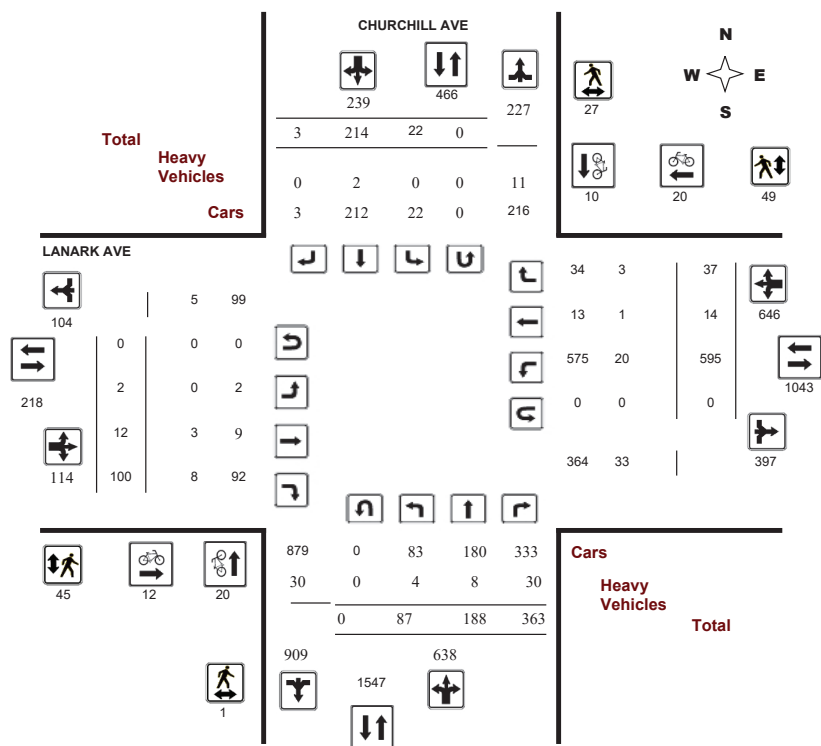 CHURCHILL AVE
N
W E
S
239 466 227 27
Total 3 214 22 0
Heavy
Vehicles 0 2 0 0 11
Cars 3 212 22 0 216
10 20 49
LANARK AVE
104 5 99
218
0 0 0
2 0 2
12 3 9
114 100 8 92
34 3 37
13 1 14
575 20 595
0 0 0
364 33
646
1043
397
879 0 83 180 333 Cars
30 0 4 8 30 Heavy
Vehicles
0 87 188 363 Total
45 12 20
909 638
1547
1